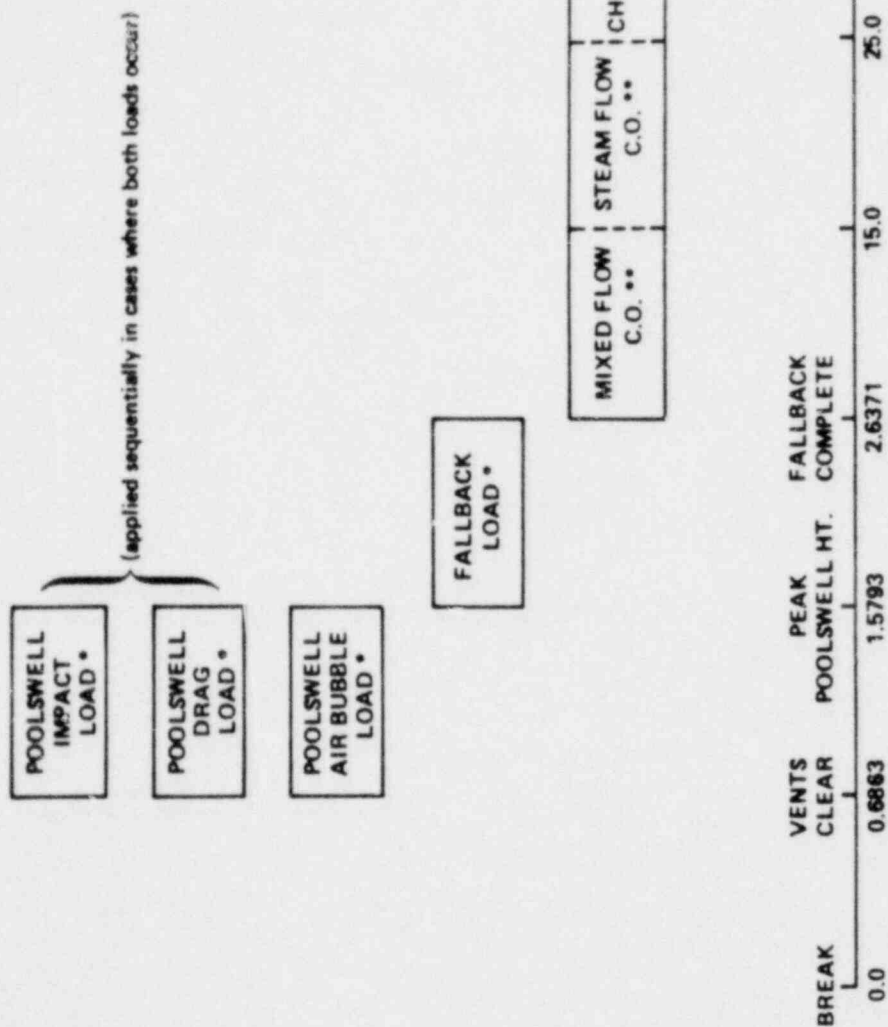 POOLSWELL
IMPACT
LOAD *
(applied sequentially in cases where both loads occur)
POOLSWELL
DRAG
LOAD *
POOLSWELL
AIR BUBBLE
LOAD *
FALLBACK
LOAD *
MIXED FLOW
C.O. **
STEAM FLOW
C.O. **
CH
BREAK
VENTS
CLEAR
PEAK
POOLSWELL HT.
FALLBACK
COMPLETE
0.0
0.6863
1.5793
2.6371
15.0
25.0